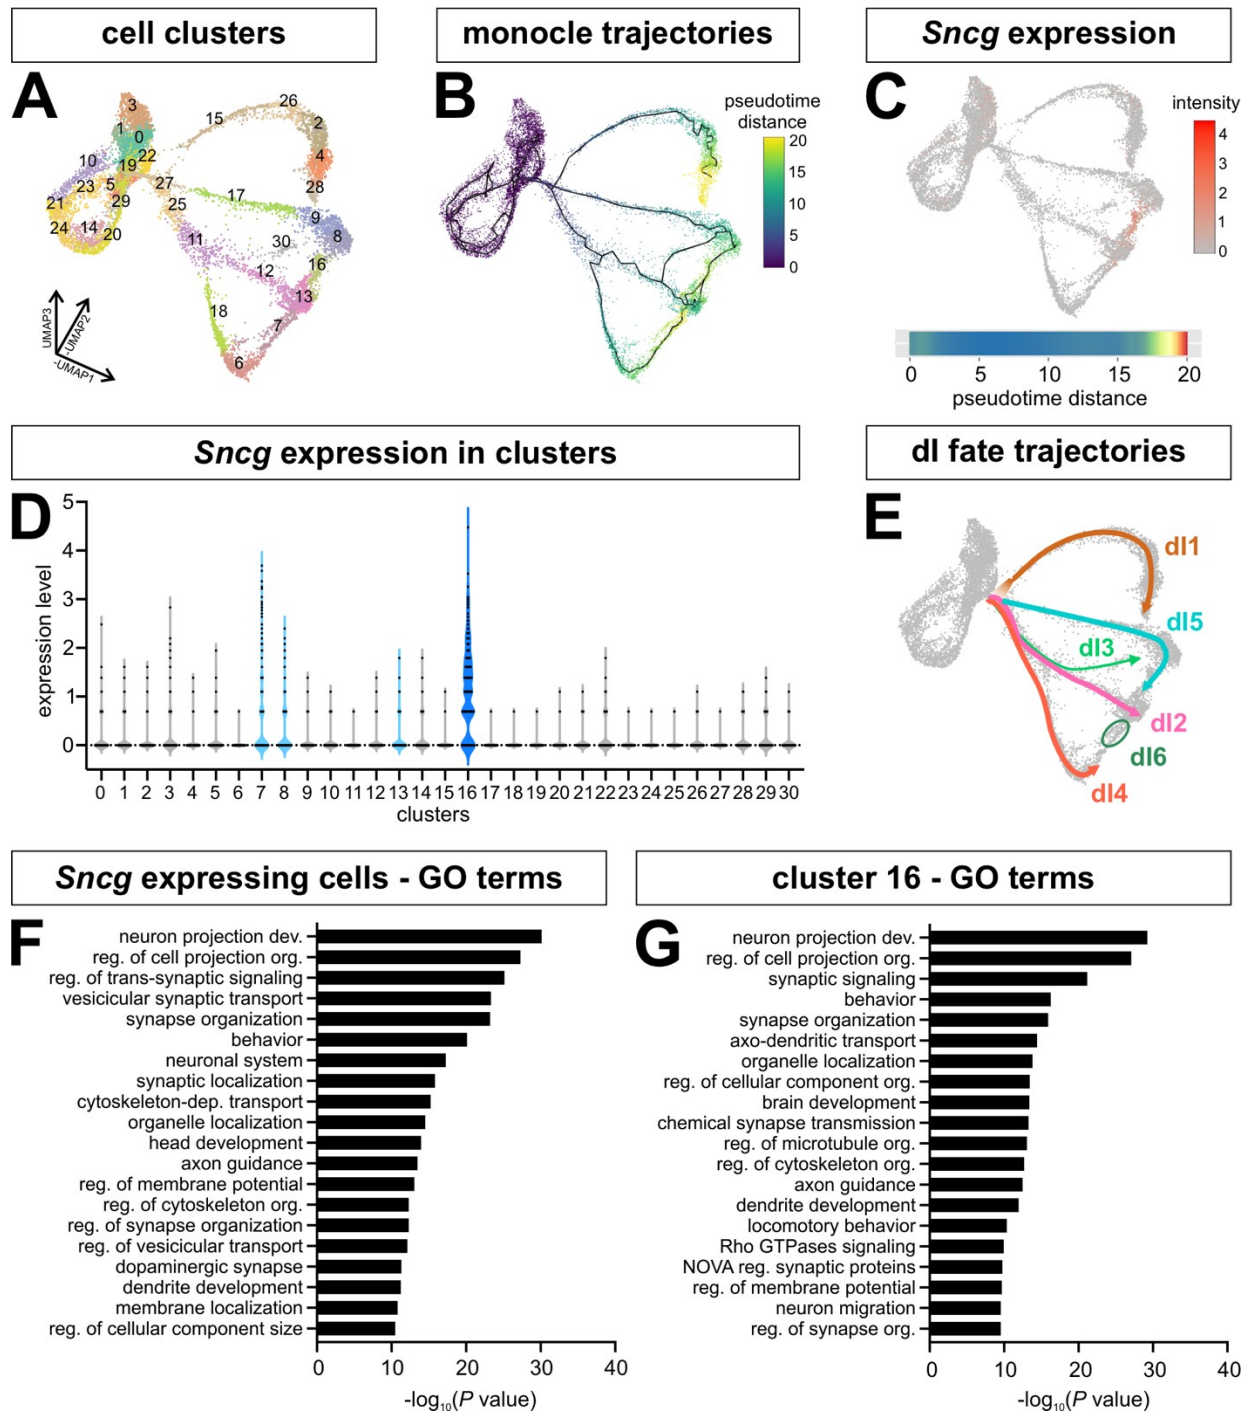 cell clusters
monocle trajectories
Sncg expression
A
3
1
0
22
10
19
23
5
21
29
24
14
20
27
25
15
26
2
4
28
17
9
8
11
30
16
12
13
18
7
6
UMAP3
-UMAP2
-UMAP1
B
pseudotime
distance
20
15
10
5
0
C
intensity
4
3
2
1
0
0 5 10 15 20
pseudotime distance
Sncg expression in clusters
dI fate trajectories
D
expression level
5
4
3
2
1
0
0 1 2 3 4 5 6 7 8 9 10 11 12 13 14 15 16 17 18 19 20 21 22 23 24 25 26 27 28 29 30
clusters
E
dI1
dI5
dI3
dI2
dI6
dI4
Sncg expressing cells - GO terms
cluster 16 - GO terms
F
neuron projection dev.
reg. of cell projection org.
reg. of trans-synaptic signaling
vesicicular synaptic transport
synapse organization
behavior
neuronal system
synaptic localization
cytoskeleton-dep. transport
organelle localization
head development
axon guidance
reg. of membrane potential
reg. of cytoskeleton org.
reg. of synapse organization
reg. of vesicicular transport
dopaminergic synapse
dendrite development
membrane localization
reg. of cellular component size
0 10 20 30 40
-log10(P value)
G
neuron projection dev.
reg. of cell projection org.
synaptic signaling
behavior
synapse organization
axo-dendritic transport
organelle localization
reg. of cellular component org.
brain development
chemical synapse transmission
reg. of microtubule org.
reg. of cytoskeleton org.
axon guidance
dendrite development
locomotory behavior
Rho GTPases signaling
NOVA reg. synaptic proteins
reg. of membrane potential
neuron migration
reg. of synapse org.
0 10 20 30 40
-log10(P value)